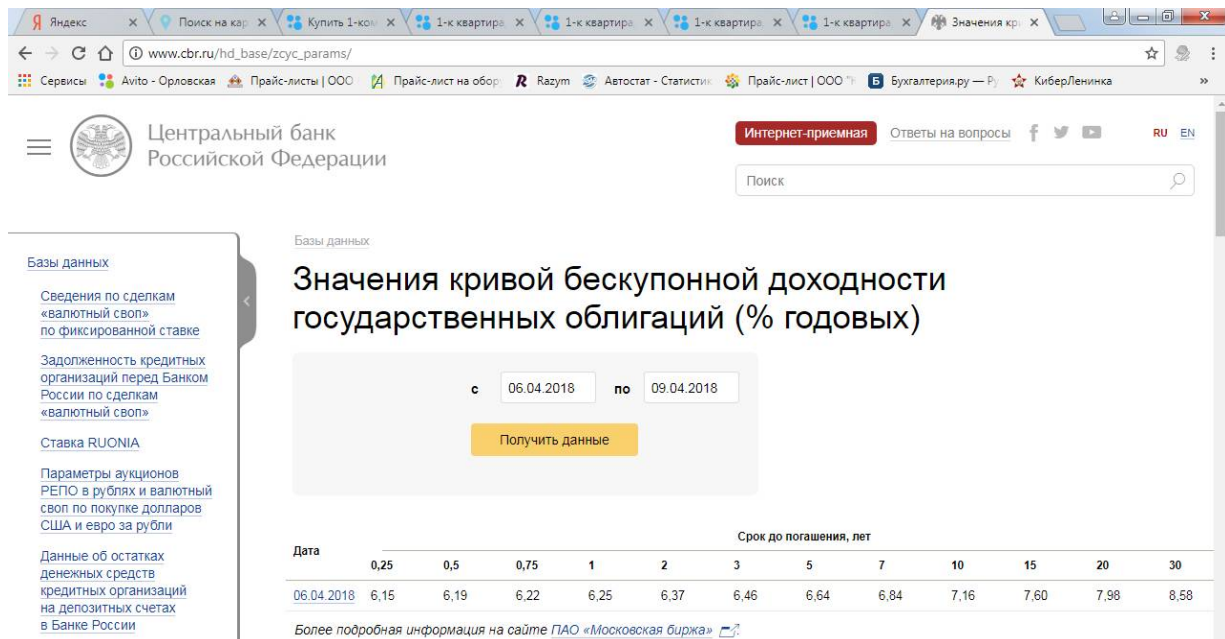 Яндекс
Поиск на кар
Купить 1-ком
1-к квартира
1-к квартира
1-к квартира
1-к квартира
Значения кри
www.cbr.ru/hd_base/zcyc_params/
Сервисы
Avito - Орловская
Прайс-листы | ООО
Прайс-лист на обор
Razym
Автостат - Статистик
Прайс-лист | ООО "Н
Бухгалтерия.ру — Ру
КиберЛенинка
»
Центральный банк
Российской Федерации
Интернет-приемная
Ответы на вопросы
RU EN
Поиск
Базы данных
Сведения по сделкам
«валютный своп»
по фиксированной ставке
Задолженность кредитных
организаций перед Банком
России по сделкам
«валютный своп»
Ставка RUONIA
Параметры аукционов
РЕПО в рублях и валютный
своп по покупке долларов
США и евро за рубли
Данные об остатках
денежных средств
кредитных организаций
на депозитных счетах
в Банке России
Базы данных
Значения кривой бескупонной доходности
государственных облигаций (% годовых)
с 06.04.2018 по 09.04.2018
Получить данные
Срок до погашения, лет
Дата
0,25 0,5 0,75 1 2 3 5 7 10 15 20 30
06.04.2018 6,15 6,19 6,22 6,25 6,37 6,46 6,64 6,84 7,16 7,60 7,98 8,58
Более подробная информация на сайте ПАО «Московская биржа»